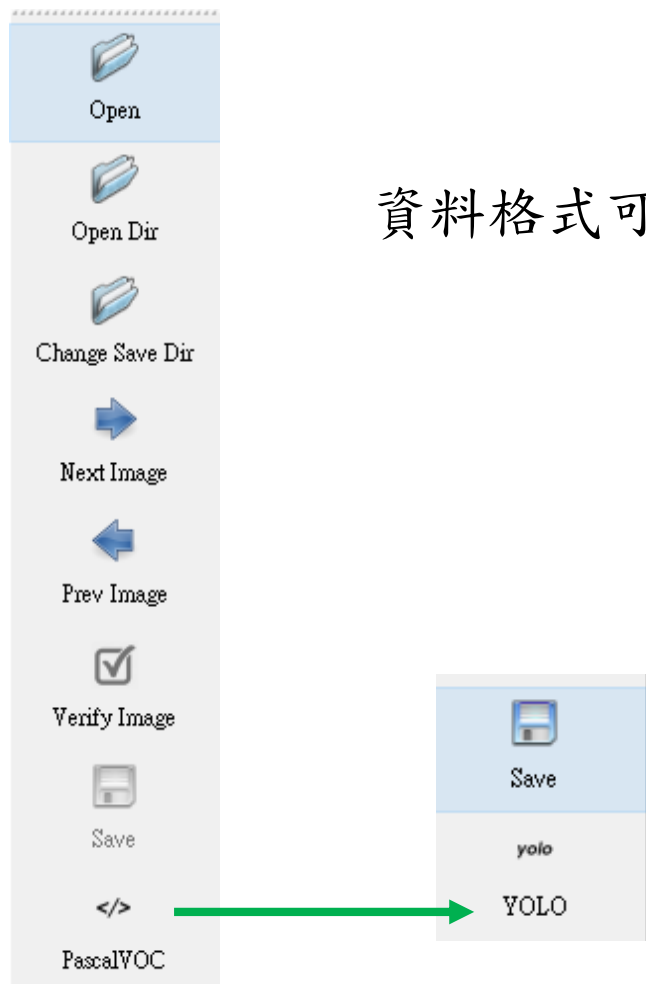 Open
Open Dir
資料格式可
Change Save Dir
Next Image
Prev Image
Verify Image
Save
</>
PascalVOC
Save
yolo
YOLO